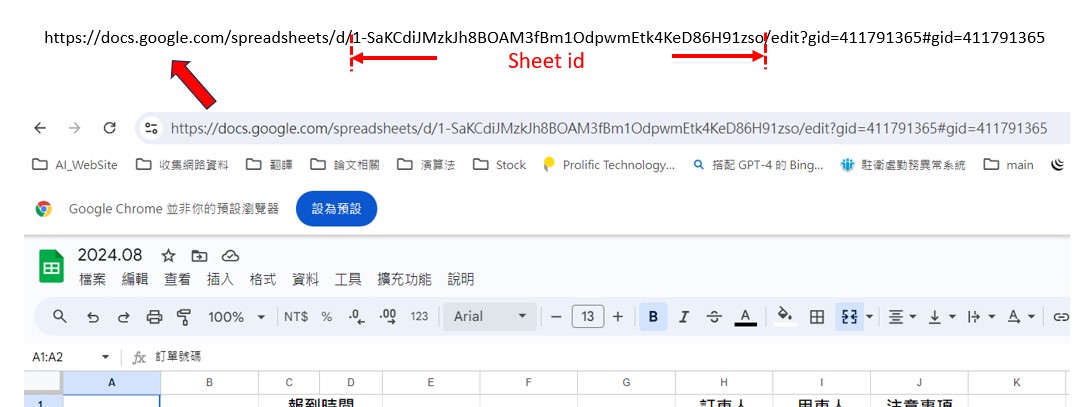 https://docs.google.com/spreadsheets/d/1-SaKCdiJMzkJh8BOAM3fBm1OdpwmEtk4KeD86H91zso/edit?gid=411791365#gid=411791365
Sheet id
https://docs.google.com/spreadsheets/d/1-SaKCdiJMzkJh8BOAM3fBm1OdpwmEtk4KeD86H91zso/edit?gid=411791365#gid=411791365
AI_WebSite 收集網路資料 翻譯 論文相關 演算法 Stock Prolific Technology... 搭配 GPT-4 的 Bing... 駐衛處勤務異常系統 main
Google Chrome 並非你的預設瀏覽器 設為預設
2024.08
檔案 編輯 查看 插入 格式 資料 工具 擴充功能 說明
100% NT$ % .0 .00 123 Arial 13 B I S A A
A1:A2 fx 訂單號碼
A B C D E F G H I J K
1 報到時間 訂車人 用車人 注意事項